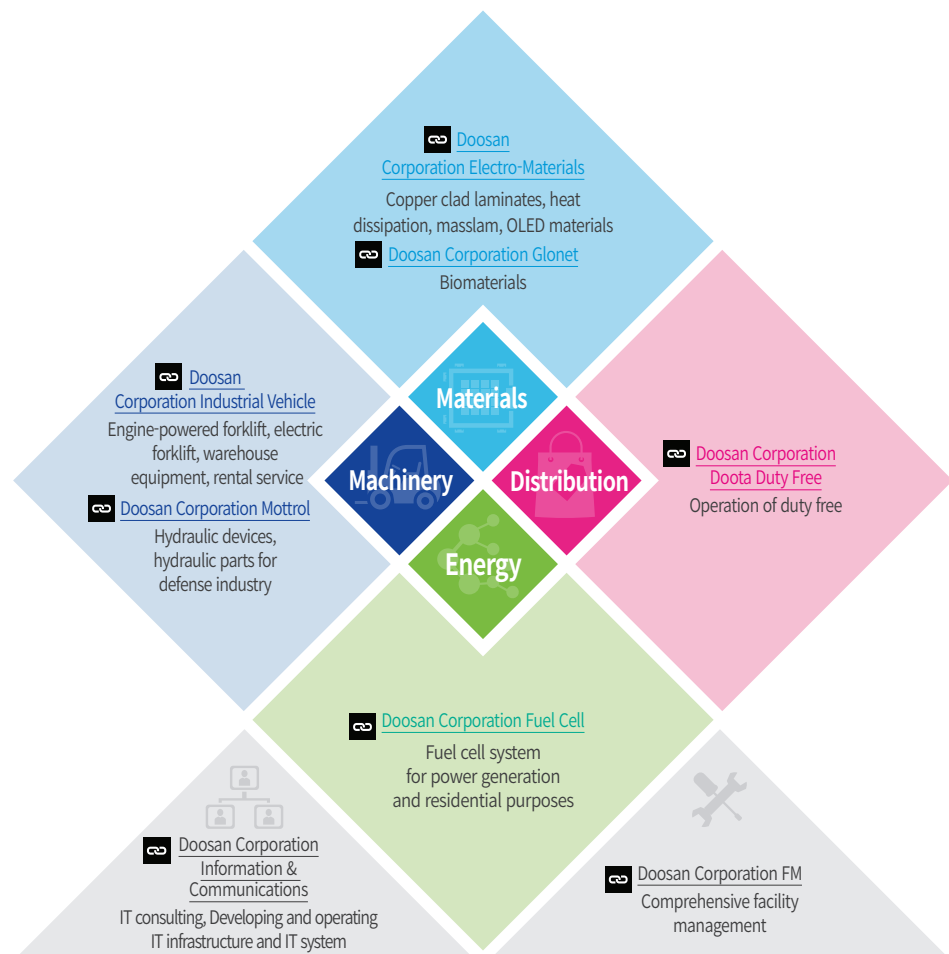 Doosan
Corporation Electro-Materials
Copper clad laminates, heat
dissipation, masslam, OLED materials
Doosan Corporation Glonet
Biomaterials
Materials
Doosan
Corporation Industrial Vehicle
Engine-powered forklift, electric
forklift, warehouse
equipment, rental service
Doosan Corporation Mottrol
Hydraulic devices,
hydraulic parts for
defense industry
Machinery
Distribution
Doosan Corporation
Doota Duty Free
Operation of duty free
Energy
Doosan Corporation Fuel Cell
Fuel cell system
for power generation
and residential purposes
Doosan Corporation
Information &
Communications
IT consulting, Developing and operating
IT infrastructure and IT system
Doosan Corporation FM
Comprehensive facility
management